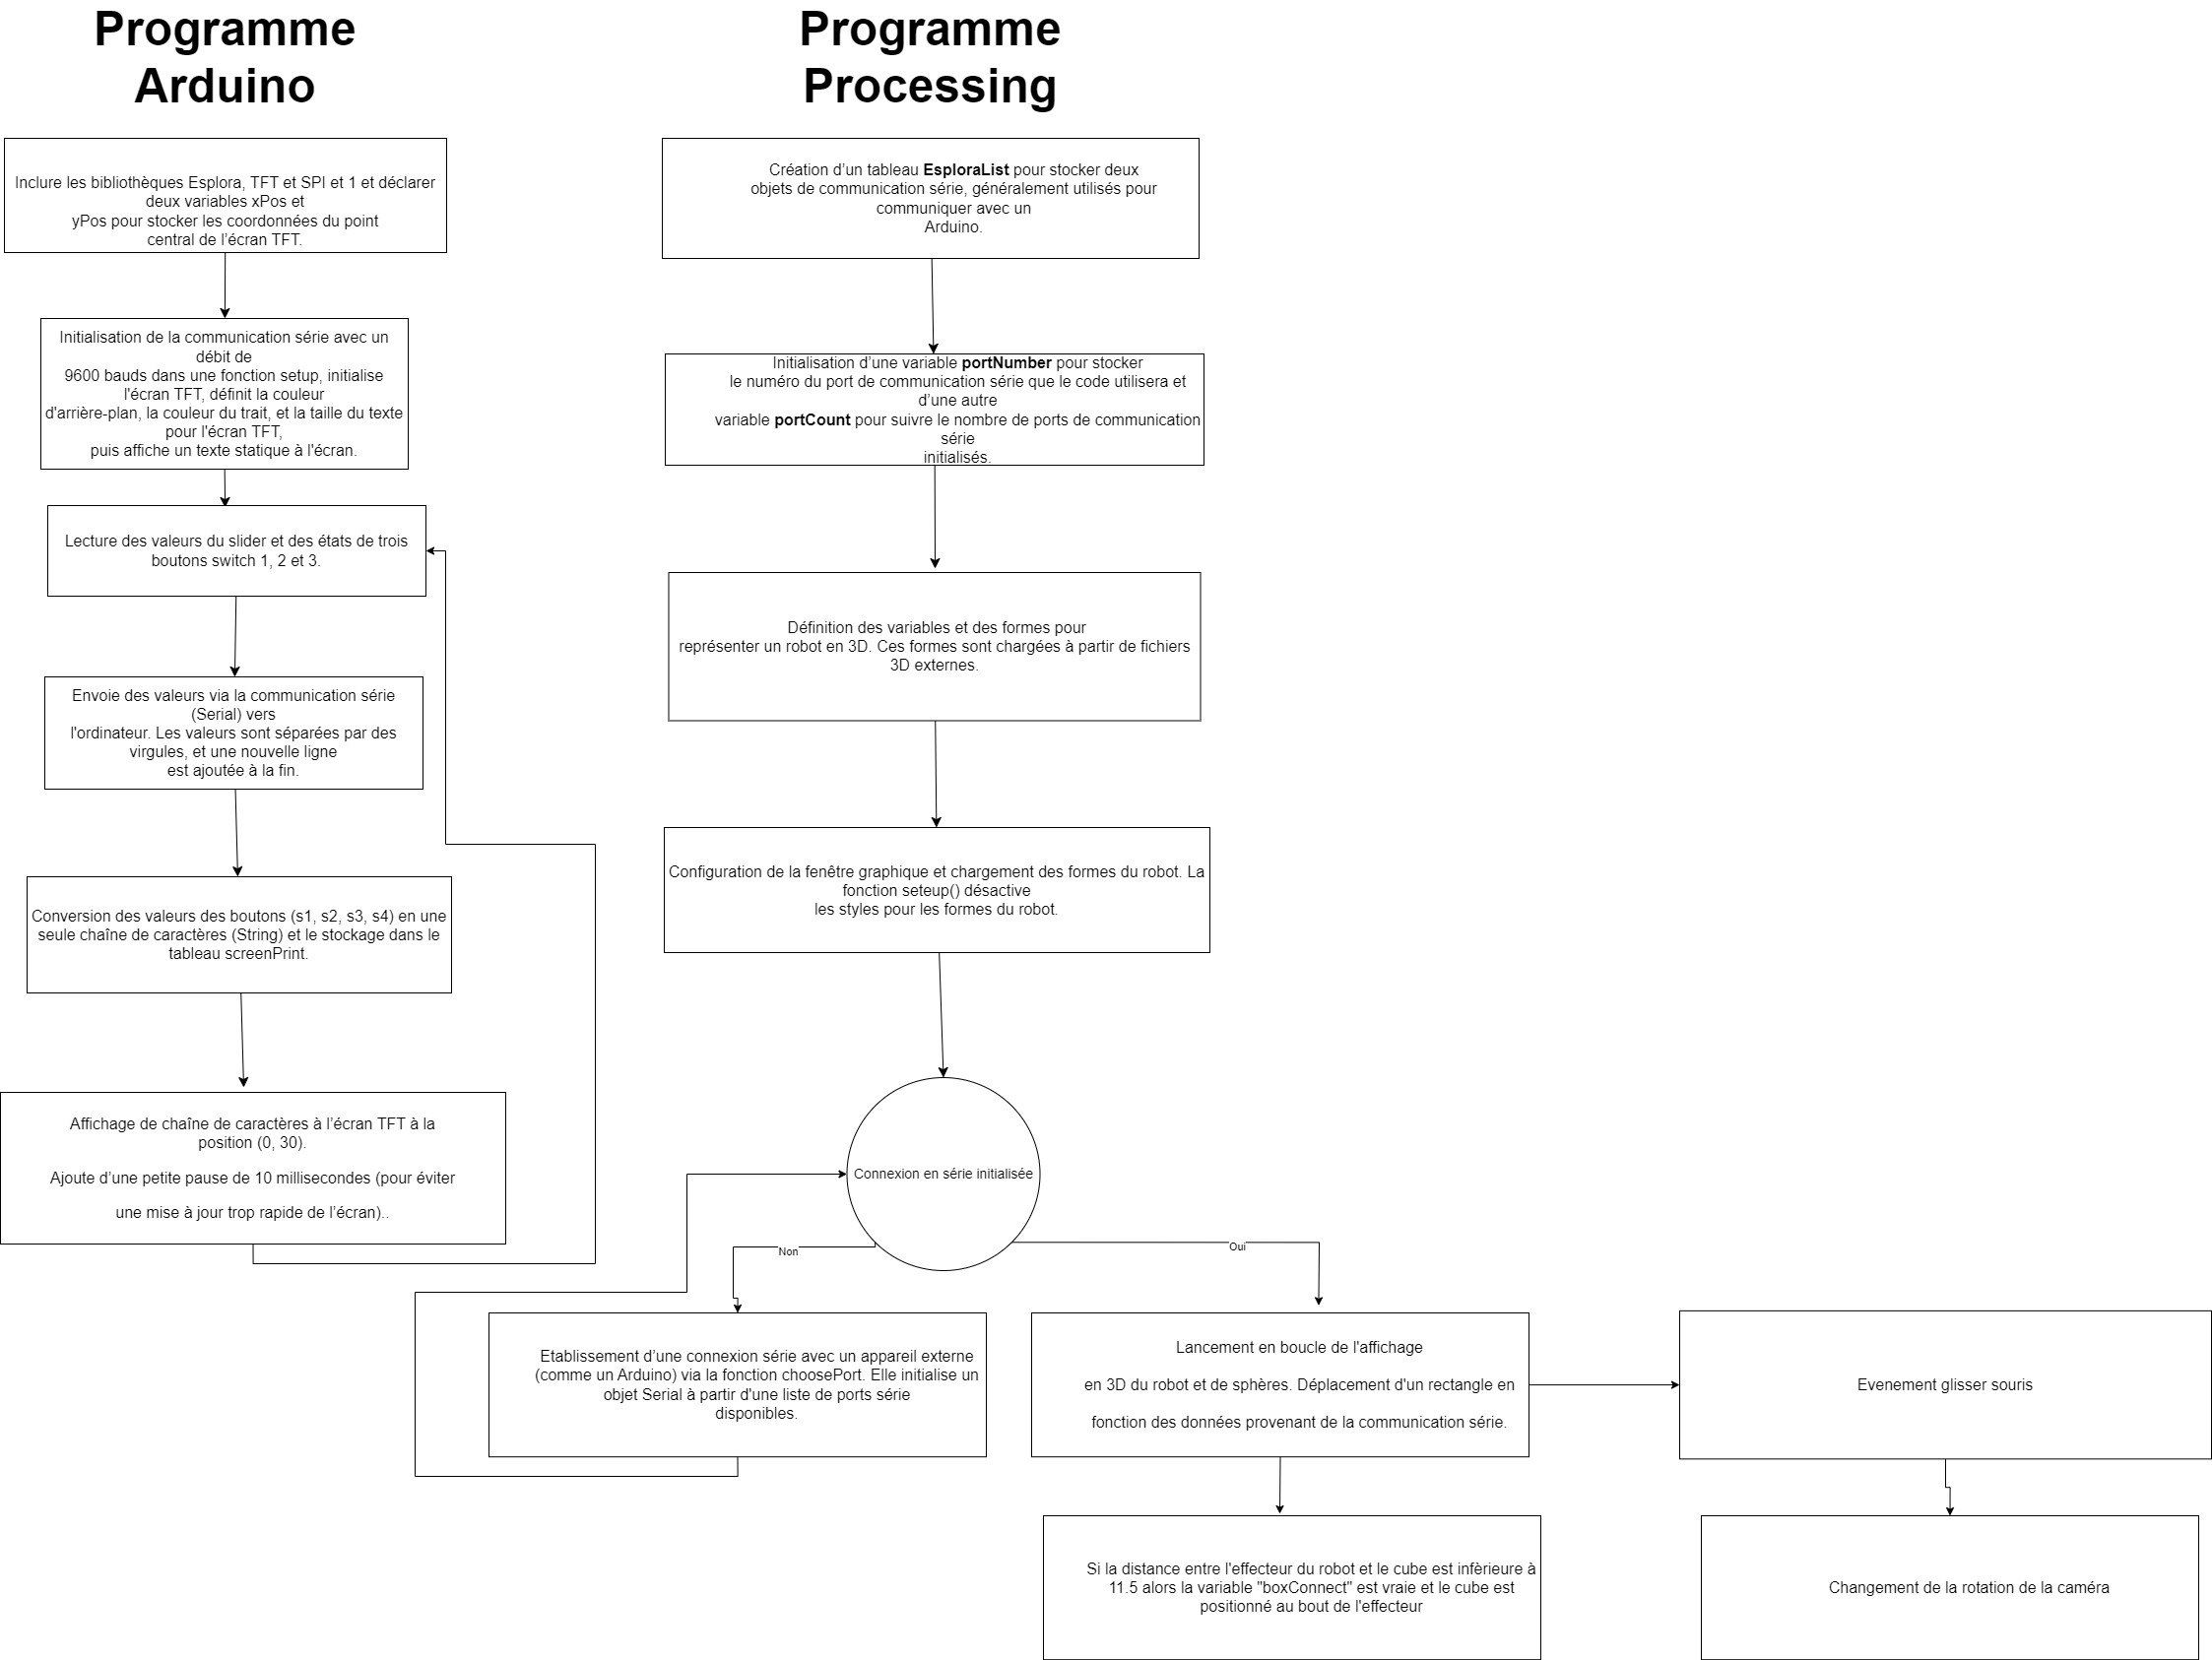 Programme
Arduino
Inclure les bibliothèques Esplora, TFT et SPI et 1 et déclarer
deux variables xPos et
yPos pour stocker les coordonnées du point
central de l’écran TFT.
Initialisation de la communication série avec un
débit de
9600 bauds dans une fonction setup, initialise
l'écran TFT, définit la couleur
d'arrière-plan, la couleur du trait, et la taille du texte
pour l'écran TFT,
puis affiche un texte statique à l'écran.
Lecture des valeurs du slider et des états de trois
boutons switch 1, 2 et 3.
Envoie des valeurs via la communication série
(Serial) vers
l'ordinateur. Les valeurs sont séparées par des
virgules, et une nouvelle ligne
est ajoutée à la fin.
Conversion des valeurs des boutons (s1, s2, s3, s4) en une
seule chaîne de caractères (String) et le stockage dans le
tableau screenPrint.
Affichage de chaîne de caractères à l’écran TFT à la
position (0, 30).
Ajoute d’une petite pause de 10 millisecondes (pour éviter
une mise à jour trop rapide de l’écran)..
Programme
Processing
Création d’un tableau EsploraList pour stocker deux
objets de communication série, généralement utilisés pour
communiquer avec un
Arduino.
Initialisation d’une variable portNumber pour stocker
le numéro du port de communication série que le code utilisera et
d’une autre
variable portCount pour suivre le nombre de ports de communication
série
initialisés.
Définition des variables et des formes pour
représenter un robot en 3D. Ces formes sont chargées à partir de fichiers
3D externes.
Configuration de la fenêtre graphique et chargement des formes du robot. La
fonction seteup() désactive
les styles pour les formes du robot.
Connexion en série initialisée
Non
Oui
Etablissement d’une connexion série avec un appareil externe
(comme un Arduino) via la fonction choosePort. Elle initialise un
objet Serial à partir d'une liste de ports série
disponibles.
Lancement en boucle de l'affichage
en 3D du robot et de sphères. Déplacement d'un rectangle en
fonction des données provenant de la communication série.
Evenement glisser souris
Si la distance entre l'effecteur du robot et le cube est infèrieure à
11.5 alors la variable "boxConnect" est vraie et le cube est
positionné au bout de l'effecteur
Changement de la rotation de la caméra